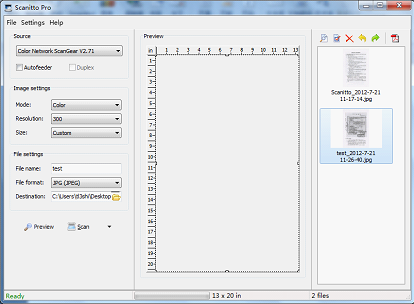 Scanitto Pro
File Settings Help
Source
Color Network ScanGear V2.71
Autofeeder Duplex
Image settings
Mode: Color
Resolution: 300
Size: Custom
File settings
File name: test
File format: JPG (JPEG)
Destination: C:\Users\d3shi\Desktop
Preview Scan
Preview
in 1 2 3 4 5 6 7 8 9 10 11 12 13
1
2
3
4
5
6
7
8
9
10
11
12
13
14
15
16
17
18
19
20
Scanitto_2012-7-21
11-17-14.jpg
test_2012-7-21
11-26-40.jpg
Ready
13 x 20 in
2 files